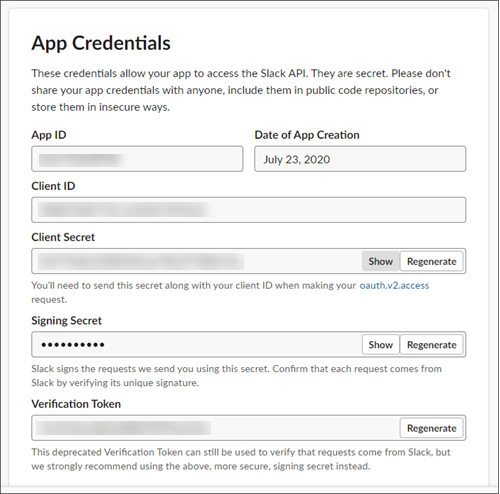 App Credentials
These credentials allow your app to access the Slack API. They are secret. Please don't
share your app credentials with anyone, include them in public code repositories, or
store them in insecure ways.
App ID
Date of App Creation
July 23, 2020
Client ID
Client Secret
Show
Regenerate
You'll need to send this secret along with your client ID when making your oauth.v2.access
request.
Signing Secret
••••••••••
Show
Regenerate
Slack signs the requests we send you using this secret. Confirm that each request comes from
Slack by verifying its unique signature.
Verification Token
Regenerate
This deprecated Verification Token can still be used to verify that requests come from Slack, but
we strongly recommend using the above, more secure, signing secret instead.